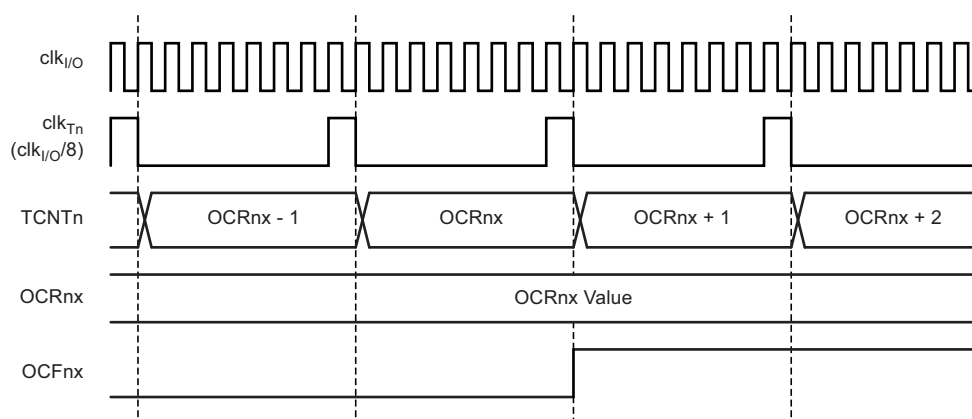 clkI/O
clkTn
(clkI/O/8)
TCNTn
OCRnx - 1
OCRnx
OCRnx + 1
OCRnx + 2
OCRnx
OCRnx Value
OCFnx